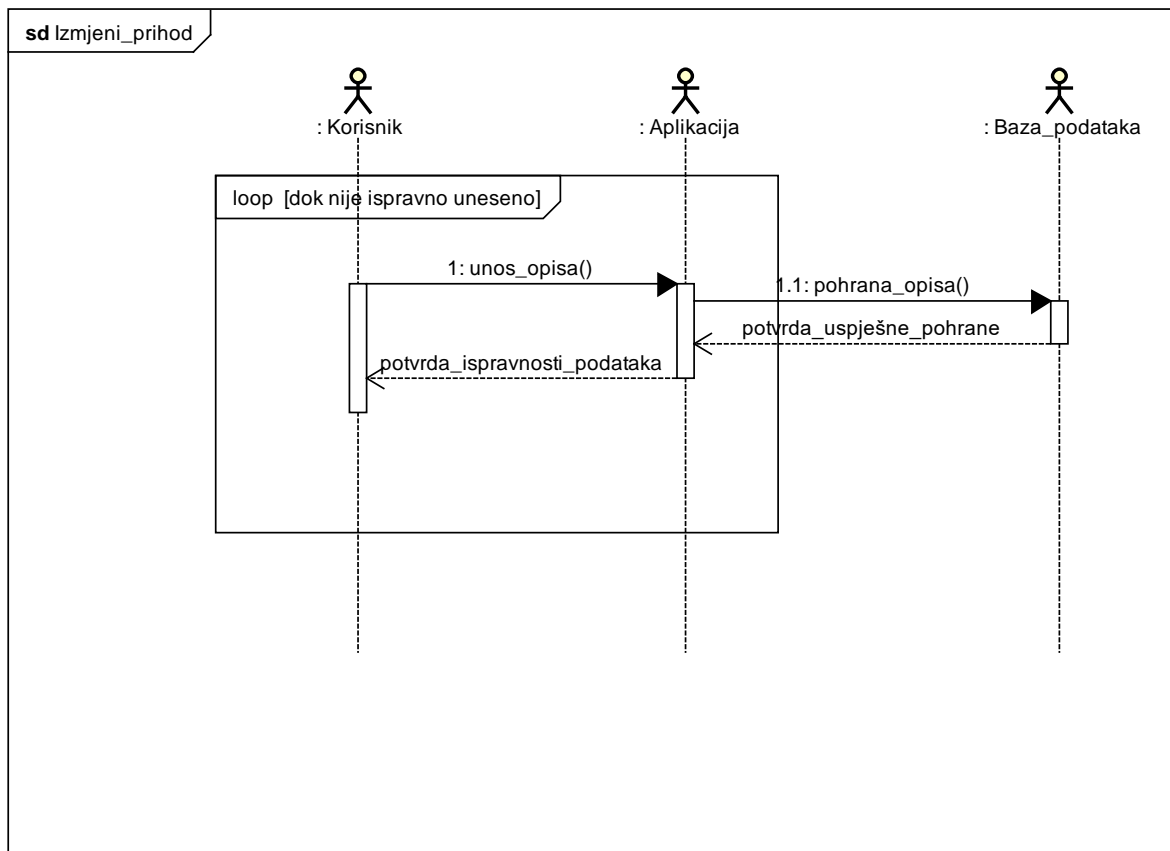 sd Izmjeni_prihod
: Korisnik
: Aplikacija
: Baza_podataka
loop [dok nije ispravno uneseno]
1: unos_opisa()
1.1: pohrana_opisa()
potvrda_uspješne_pohrane
potvrda_ispravnosti_podataka